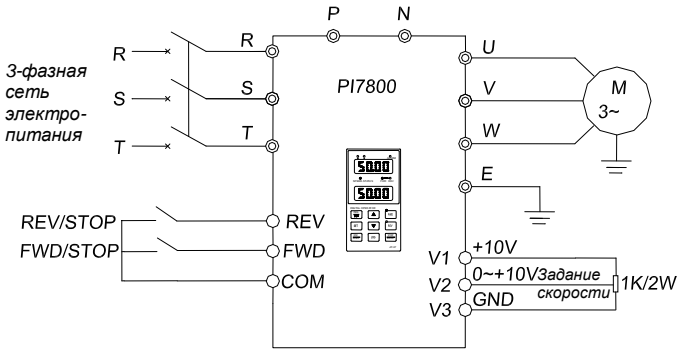 P N
R R U
3-фазная
сеть
электро-
питания
S S PI7800 V
M
3~
T T W
50.00
50.00
E
REV/STOP REV
FWD/STOP FWD
COM
V1 +10V
V2 0~+10V Задание
скорости
1K/2W
V3 GND